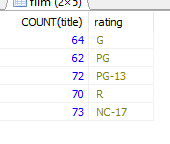 film (2×5)
COUNT(title) rating
64 G
62 PG
72 PG-13
70 R
73 NC-17